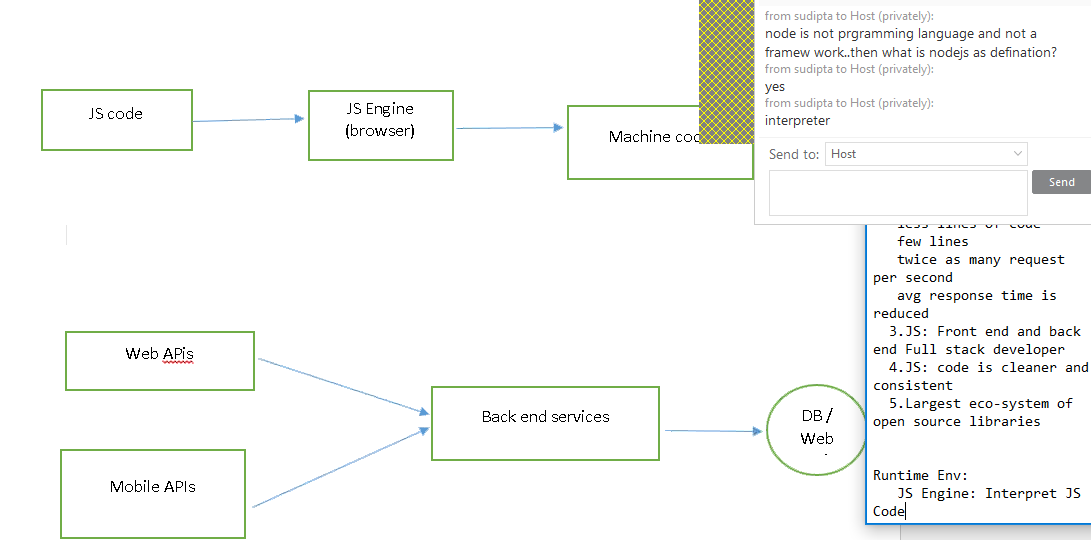 from sudipta to Host (privately):
node is not prgramming language and not a
framew work..then what is nodejs as defination?
from sudipta to Host (privately):
yes
from sudipta to Host (privately):
interpreter
Send to: Host
Send
JS code
JS Engine
(browser)
Machine
less lines of code
few lines
twice as many request
per second
avg response time is
reduced
3.JS: Front end and back
end Full stack developer
4.JS: code is cleaner and
consistent
5.Largest eco-system of
open source libraries
Runtime Env:
JS Engine: Interpret JS
Code
Web APis
Mobile APIs
Back end services
DB /
Web